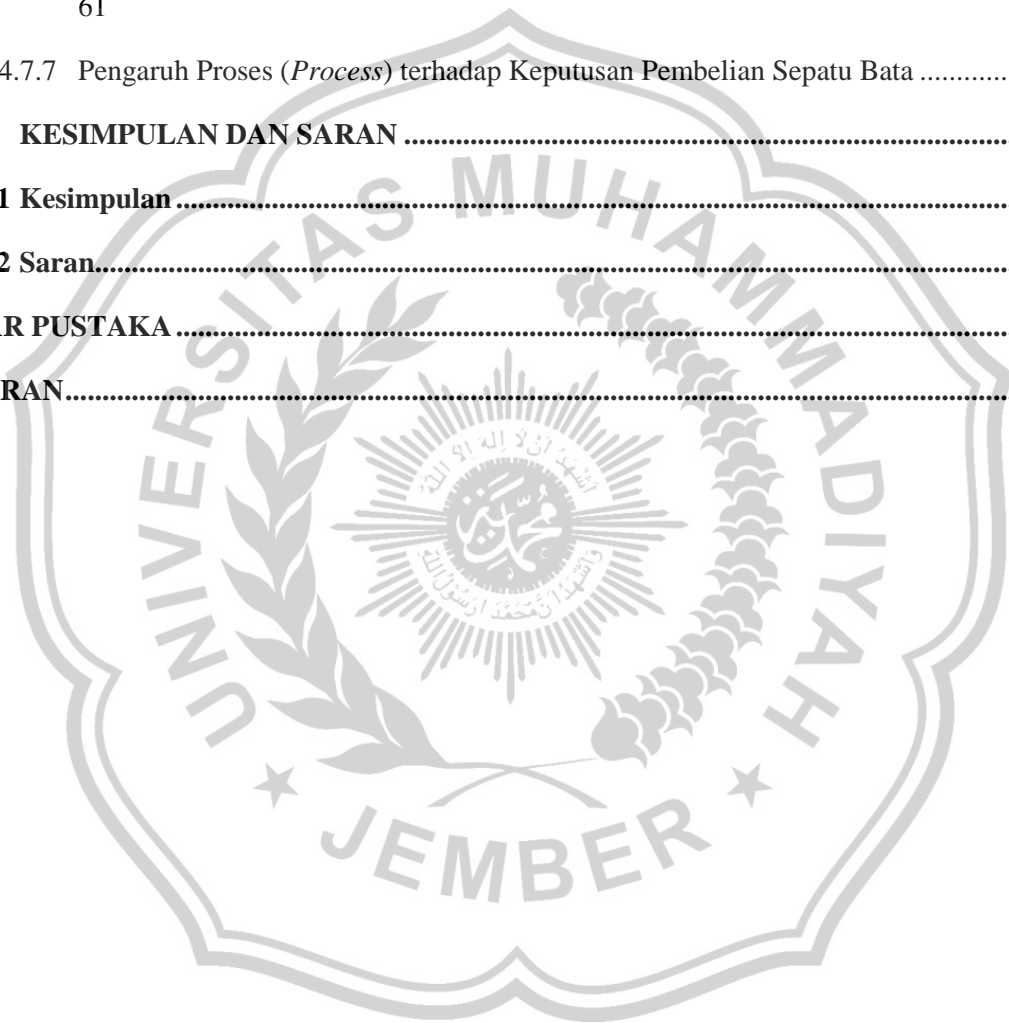 61
4.7.7 Pengaruh Proses (Process) terhadap Keputusan Pembelian Sepatu Bata ............
KESIMPULAN DAN SARAN ....................................................................................
1 Kesimpulan ....................................................................................................................
2 Saran...............................................................................................................................
AR PUSTAKA ....................................................................................................................
RAN...................................................................................................................................
UNIVERSITAS MUHAMMADIYAH
JEMBER